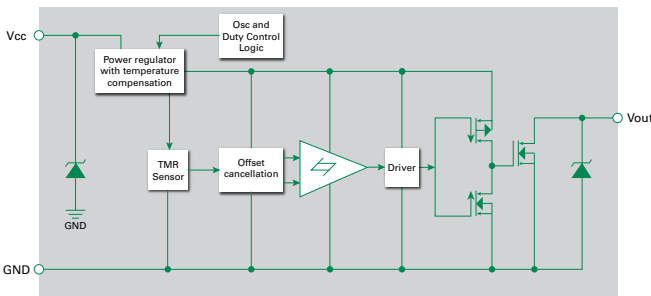 Osc and
Duty Control
Logic
Vcc
Power regulator
with temperature
compensation
Vout
TMR
Sensor
Offset
cancellation
Driver
GND
GND